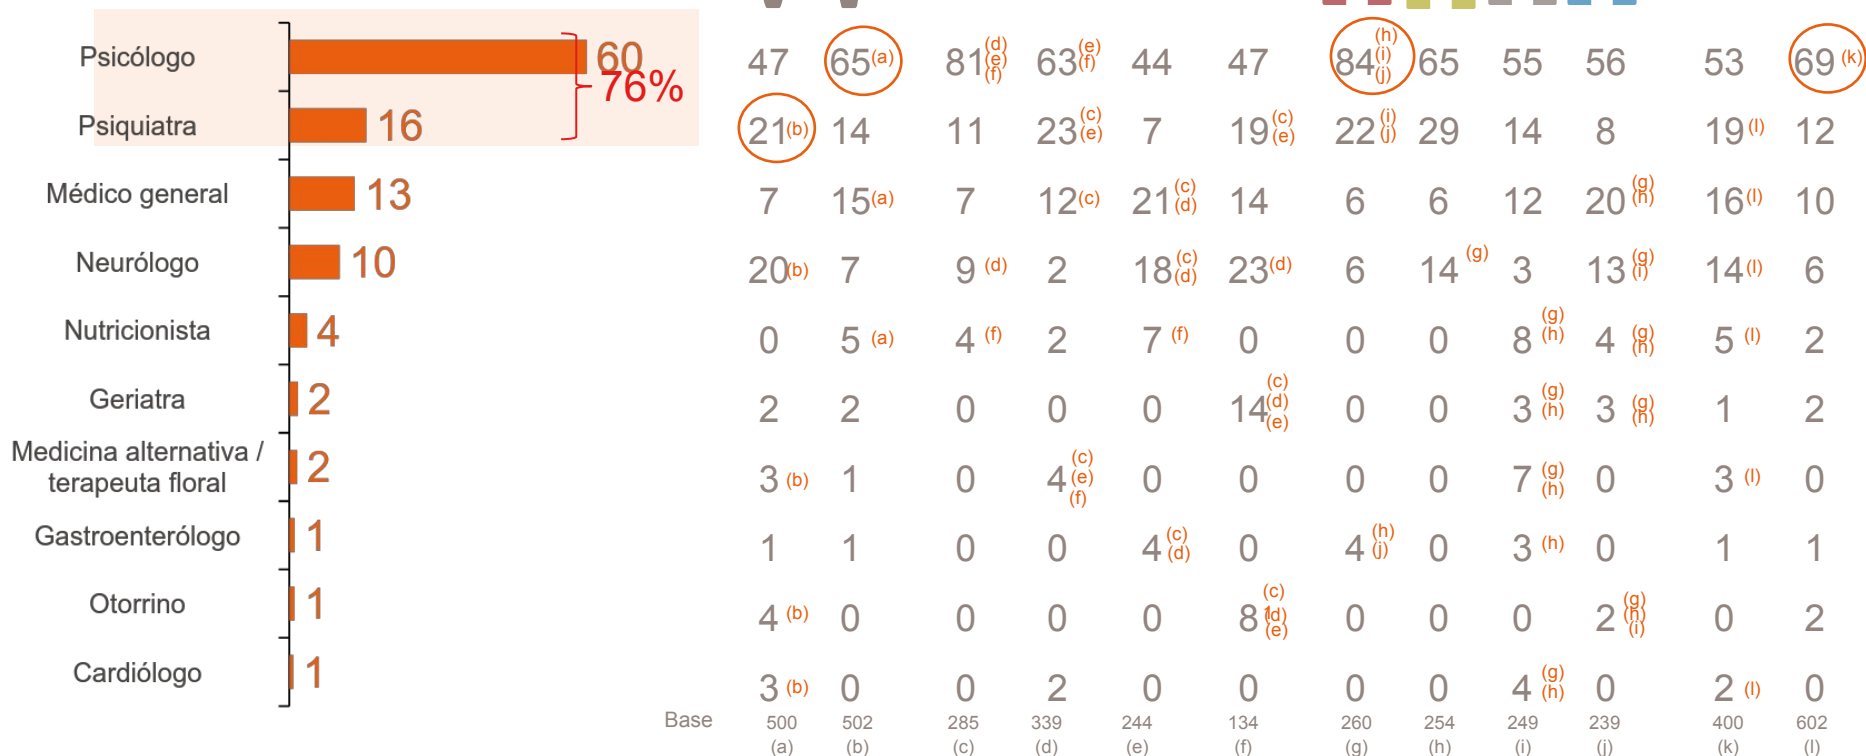 Psicólogo 60 47 65 (a) 81 (d) (e) (f) 63 (e) (f) 44 47 84 (h) (i) (j) 65 55 56 53 69 (k)
76%
Psiquiatra 16 21 (b) 14 11 23 (c) (e) 7 19 (c) (e) 22 (i) (j) 29 14 8 19 (l) 12
Médico general 13 7 15 (a) 7 12 (c) 21 (c) (d) 14 6 6 12 20 (g) (h) 16 (l) 10
Neurólogo 10 20 (b) 7 9 (d) 2 18 (c) (d) 23 (d) 6 14 (g) 3 13 (g) (i) 14 (l) 6
Nutricionista 4 0 5 (a) 4 (f) 2 7 (f) 0 0 0 8 (g) (h) 4 (g) (h) 5 (l) 2
Geriatra 2 2 2 0 0 0 14 (c) (d) (e) 0 0 3 (g) (h) 3 (g) (h) 1 2
Medicina alternativa /
terapeuta floral 2 3 (b) 1 0 4 (c) (e) (f) 0 0 0 0 7 (g) (h) 0 3 (l) 0
Gastroenterólogo 1 1 1 0 0 4 (c) (d) 0 4 (h) (j) 0 3 (h) 0 1 1
Otorrino 1 4 (b) 0 0 0 0 8 (c) (d) (e) 0 0 0 2 (g) (h) (i) 0 2
Cardiólogo 1 3 (b) 0 0 2 0 0 0 0 4 (g) (h) 0 2 (l) 0
Base 500 502 285 339 244 134 260 254 249 239 400 602
(a) (b) (c) (d) (e) (f) (g) (h) (i) (j) (k) (l)